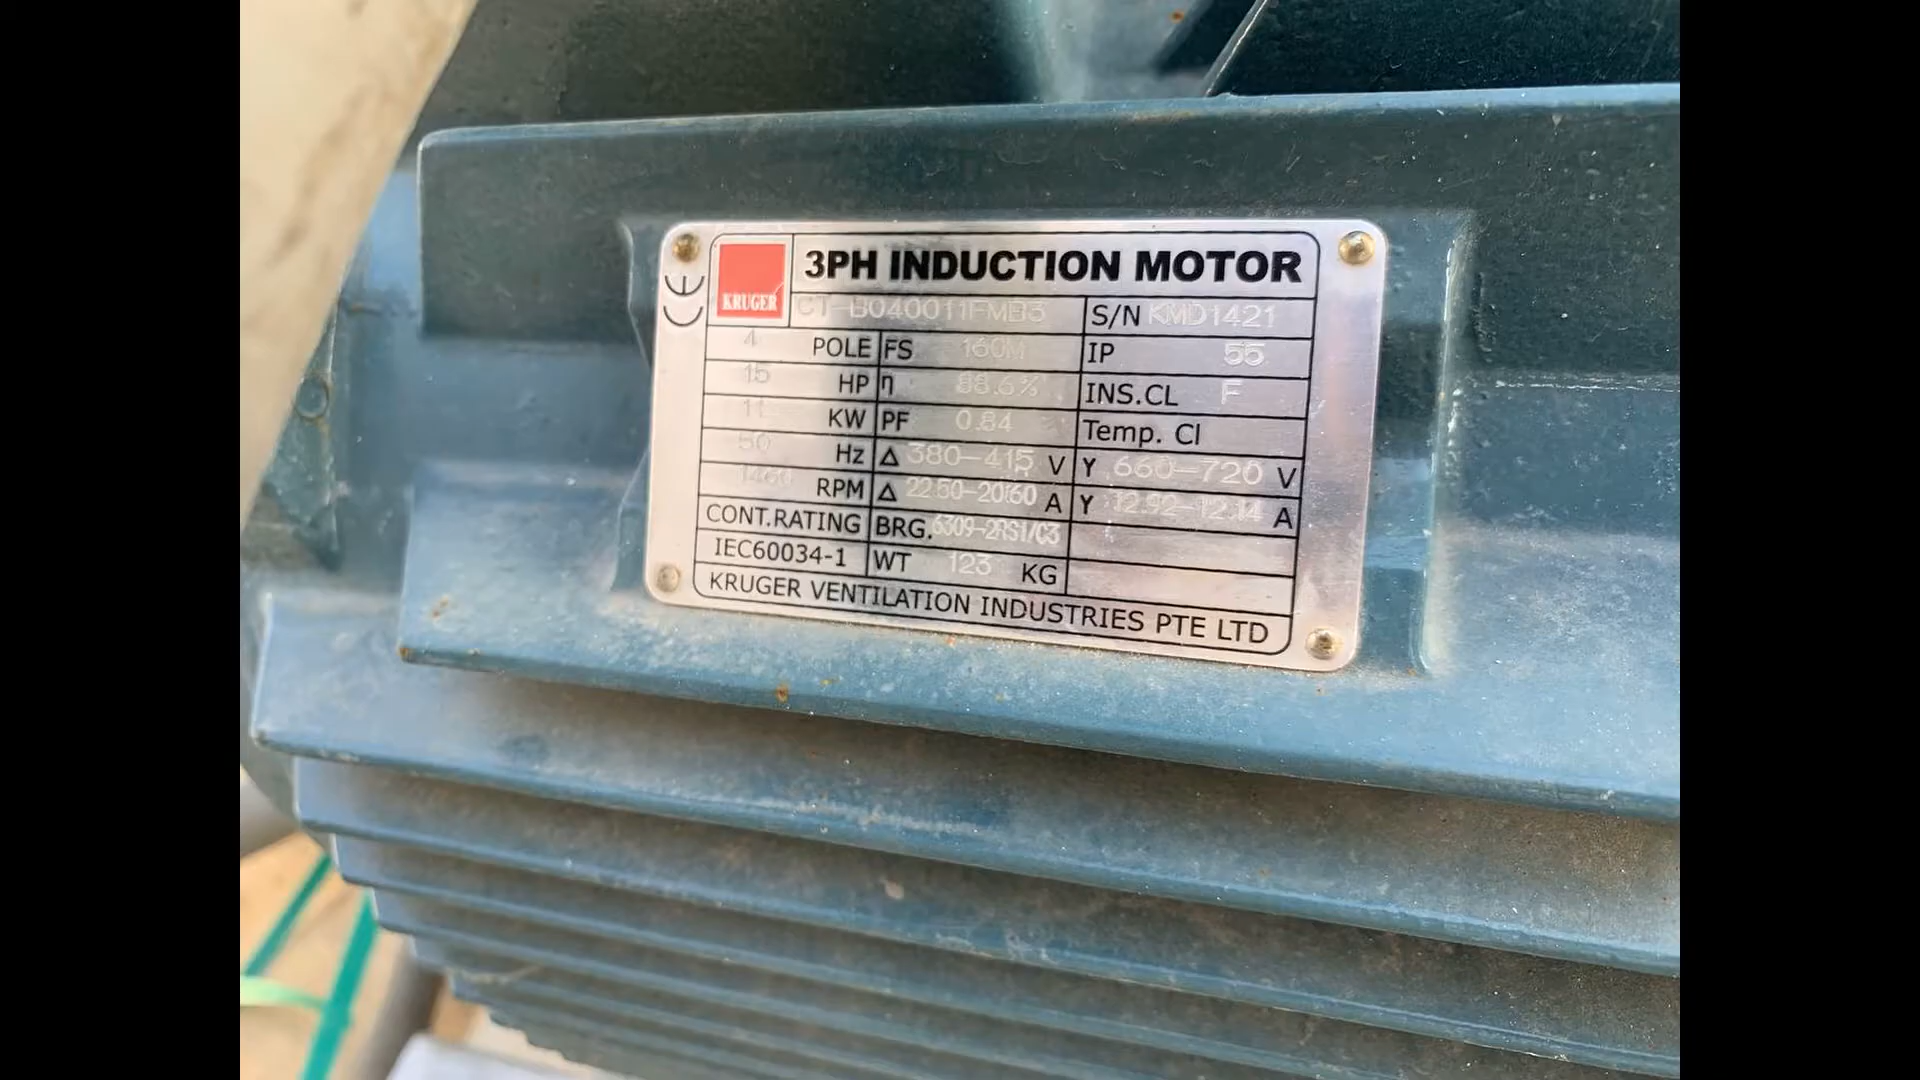 3PH INDUCTION MOTOR
CE KRUGER
CT-B040011FMB3 S/N KMD1421
4 POLE FS 160M IP 55
15 HP η 88.6% INS.CL F
11 KW PF 0.84 Temp. Cl
50 Hz Δ 380-415 V Y 660-720 V
1460 RPM Δ 22.50-20.60 A Y 12.92-12.14 A
CONT.RATING BRG. 6309-2RS1/C3
IEC60034-1 WT 123 KG
KRUGER VENTILATION INDUSTRIES PTE LTD